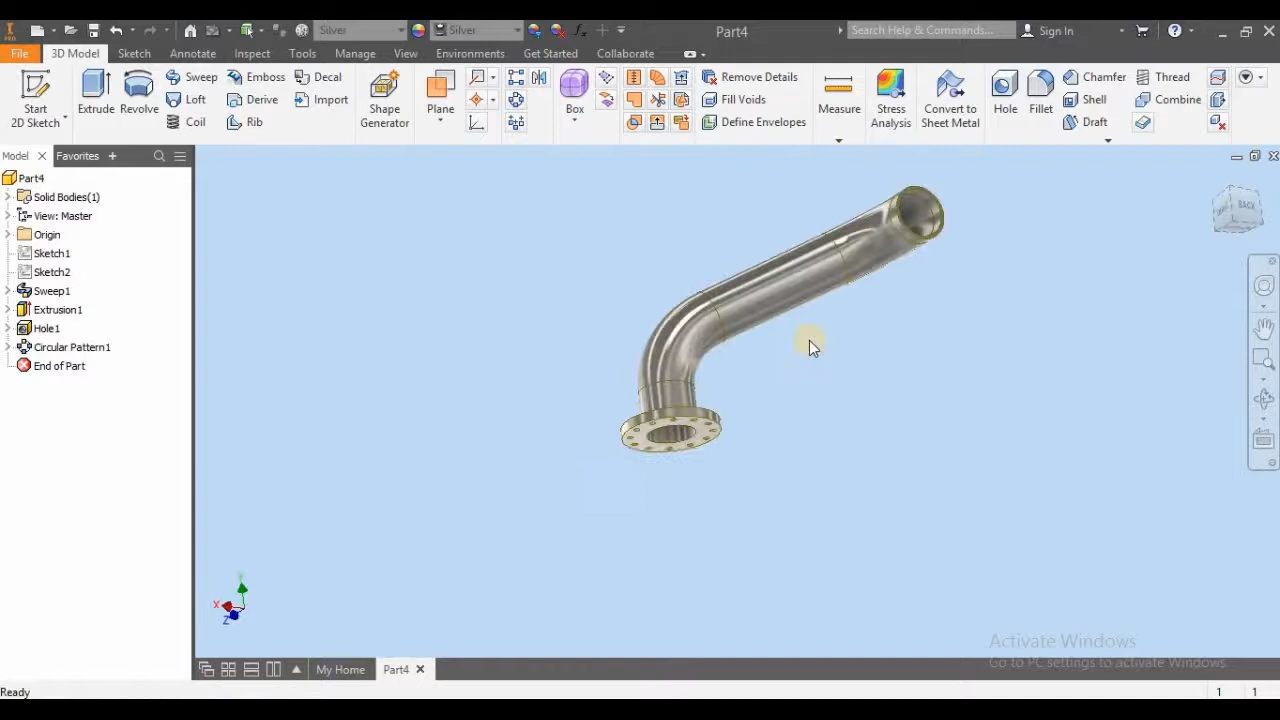 PRO
Silver
Silver
Part4
Search Help & Commands...
Sign In
File
3D Model
Sketch
Annotate
Inspect
Tools
Manage
View
Environments
Get Started
Collaborate
Start
2D Sketch
Extrude
Revolve
Sweep
Loft
Coil
Emboss
Derive
Rib
Decal
Import
Shape
Generator
Plane
Box
Remove Details
Fill Voids
Define Envelopes
Measure
Stress
Analysis
Convert to
Sheet Metal
Hole
Fillet
Chamfer
Shell
Draft
Thread
Combine
Model
Favorites
Part4
Solid Bodies(1)
View: Master
Origin
Sketch1
Sketch2
Sweep1
Extrusion1
Hole1
Circular Pattern1
End of Part
BACK
X
Z
Activate Windows
Go to PC settings to activate Windows.
My Home
Part4
Ready
1
1